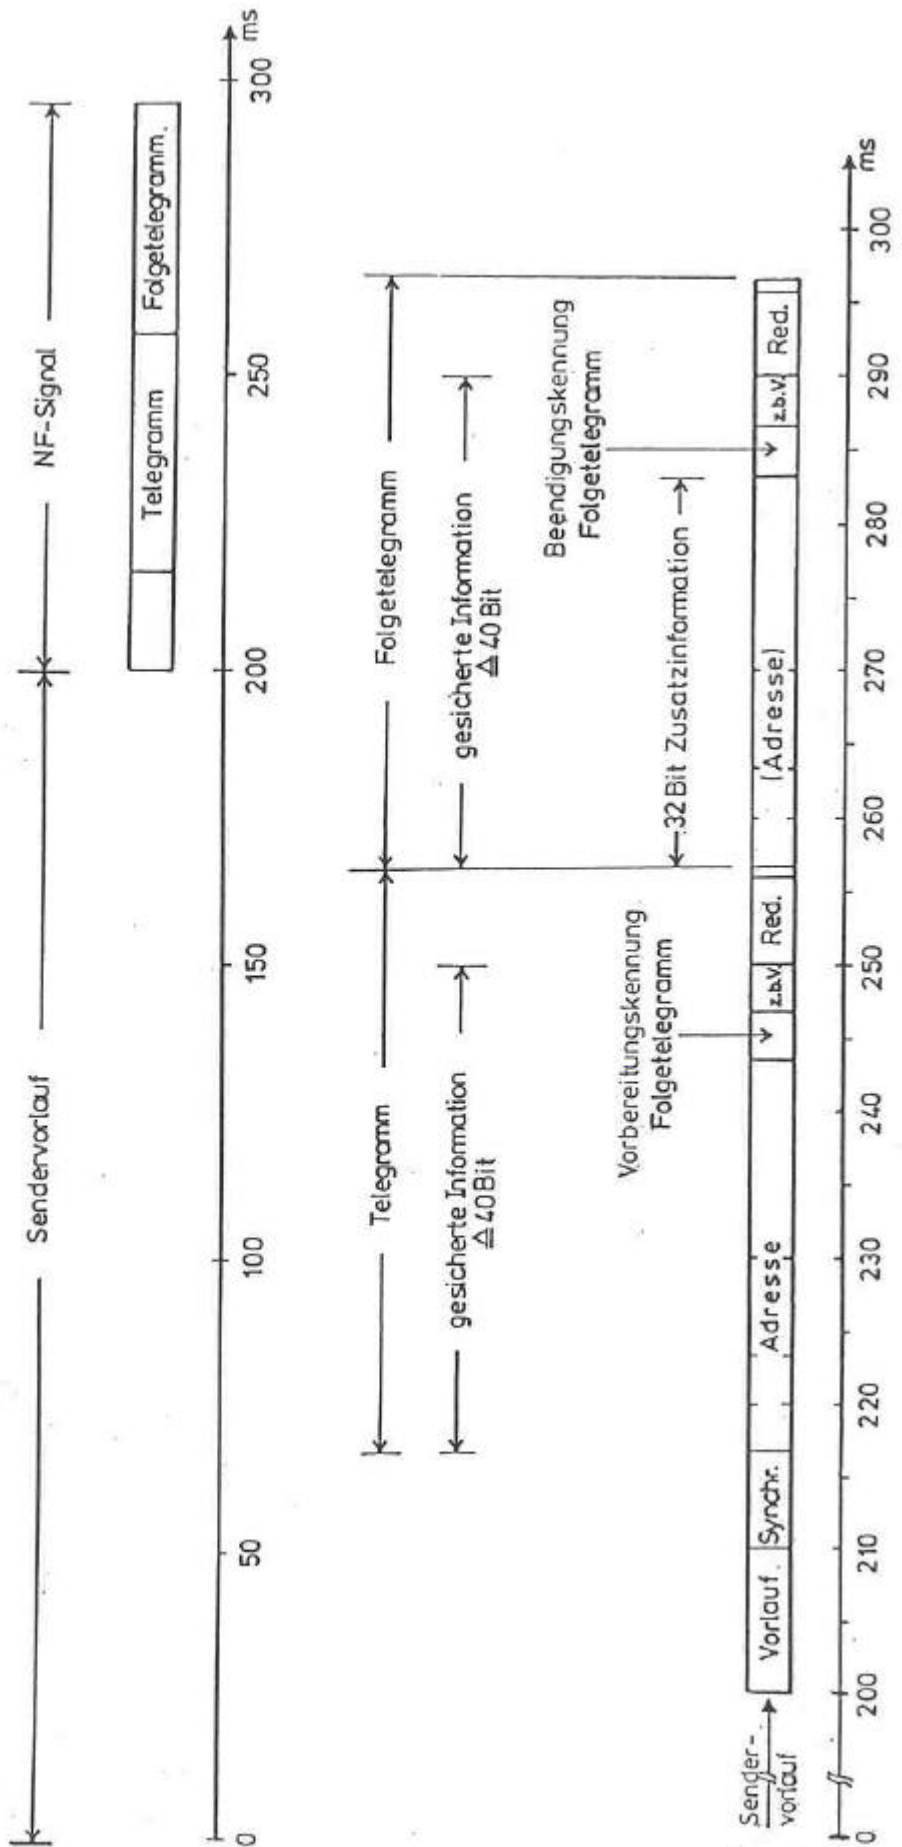 Sendervorlauf
NF-Signal
Telegramm
Folgetelegramm.
0
50
100
150
200
250
300
ms
Telegramm
Folgetelegramm
gesicherte Information
≙ 40 Bit
gesicherte Information
≙ 40 Bit
Vorbereitungskennung
Folgetelegramm
Beendigungskennung
Folgetelegramm
32 Bit Zusatzinformation
Sender-
vorlauf
Vorlauf.
Synchr.
Adresse
z.b.V.
Red.
(Adresse)
z.b.V.
Red.
0
200
210
220
230
240
250
260
270
280
290
300
ms